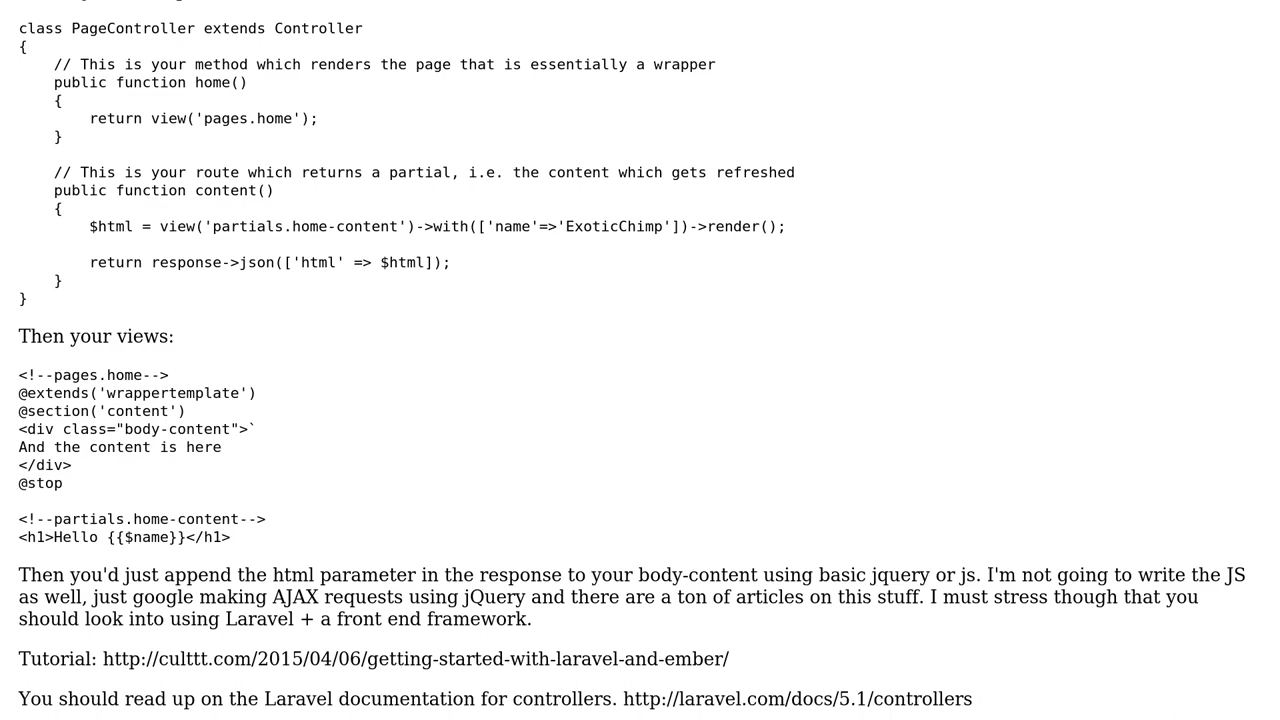 class PageController extends Controller
{
    // This is your method which renders the page that is essentially a wrapper
    public function home()
    {
        return view('pages.home');
    }

    // This is your route which returns a partial, i.e. the content which gets refreshed
    public function content()
    {
        $html = view('partials.home-content')->with(['name'=>'ExoticChimp'])->render();

        return response->json(['html' => $html]);
    }
}
Then your views:
<!--pages.home-->
@extends('wrappertemplate')
@section('content')
<div class="body-content">`
And the content is here
</div>
@stop

<!--partials.home-content-->
<h1>Hello {{$name}}</h1>
Then you'd just append the html parameter in the response to your body-content using basic jquery or js. I'm not going to write the JS
as well, just google making AJAX requests using jQuery and there are a ton of articles on this stuff. I must stress though that you
should look into using Laravel + a front end framework.
Tutorial: http://culttt.com/2015/04/06/getting-started-with-laravel-and-ember/
You should read up on the Laravel documentation for controllers. http://laravel.com/docs/5.1/controllers